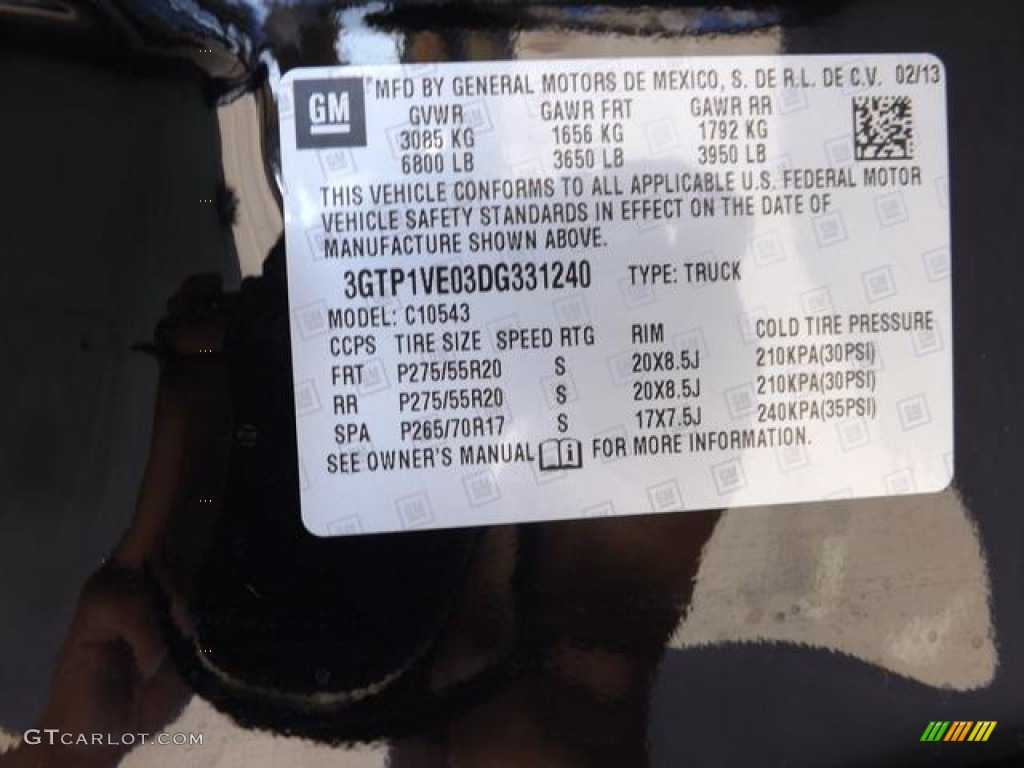 GM
MFD BY GENERAL MOTORS DE MEXICO, S. DE R.L. DE C.V. 02/13
GVWR GAWR FRT GAWR RR
3085 KG 1656 KG 1792 KG
6800 LB 3650 LB 3950 LB
THIS VEHICLE CONFORMS TO ALL APPLICABLE U.S. FEDERAL MOTOR
VEHICLE SAFETY STANDARDS IN EFFECT ON THE DATE OF
MANUFACTURE SHOWN ABOVE.
3GTP1VE03DG331240 TYPE: TRUCK
MODEL: C10543
CCPS TIRE SIZE SPEED RTG RIM COLD TIRE PRESSURE
FRT P275/55R20 S 20X8.5J 210KPA(30PSI)
RR P275/55R20 S 20X8.5J 210KPA(30PSI)
SPA P265/70R17 S 17X7.5J 240KPA(35PSI)
SEE OWNER'S MANUAL FOR MORE INFORMATION.
GTCARLOT.COM